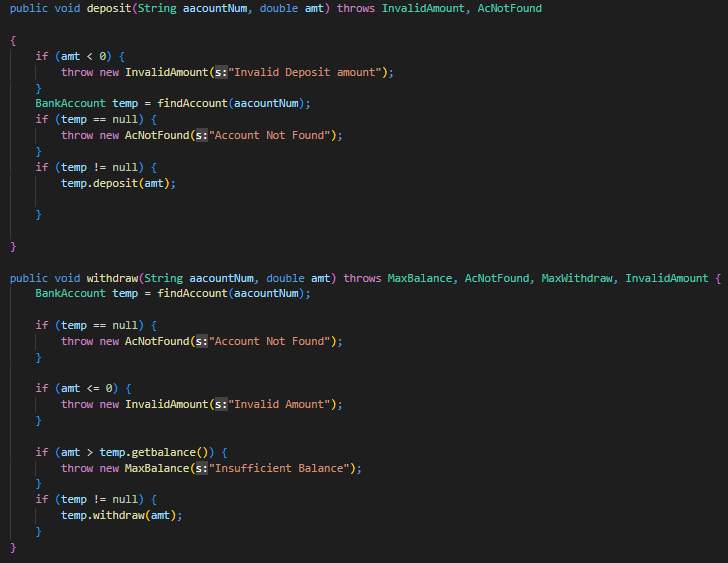 public void deposit(String aacountNum, double amt) throws InvalidAmount, AcNotFound
{
if (amt < 0) {
throw new InvalidAmount(s:"Invalid Deposit amount");
}
BankAccount temp = findAccount(aacountNum);
if (temp == null) {
throw new AcNotFound(s:"Account Not Found");
}
if (temp != null) {
temp.deposit(amt);
}
}
public void withdraw(String aacountNum, double amt) throws MaxBalance, AcNotFound, MaxWithdraw, InvalidAmount {
BankAccount temp = findAccount(aacountNum);
if (temp == null) {
throw new AcNotFound(s:"Account Not Found");
}
if (amt <= 0) {
throw new InvalidAmount(s:"Invalid Amount");
}
if (amt > temp.getbalance()) {
throw new MaxBalance(s:"Insufficient Balance");
}
if (temp != null) {
temp.withdraw(amt);
}
}